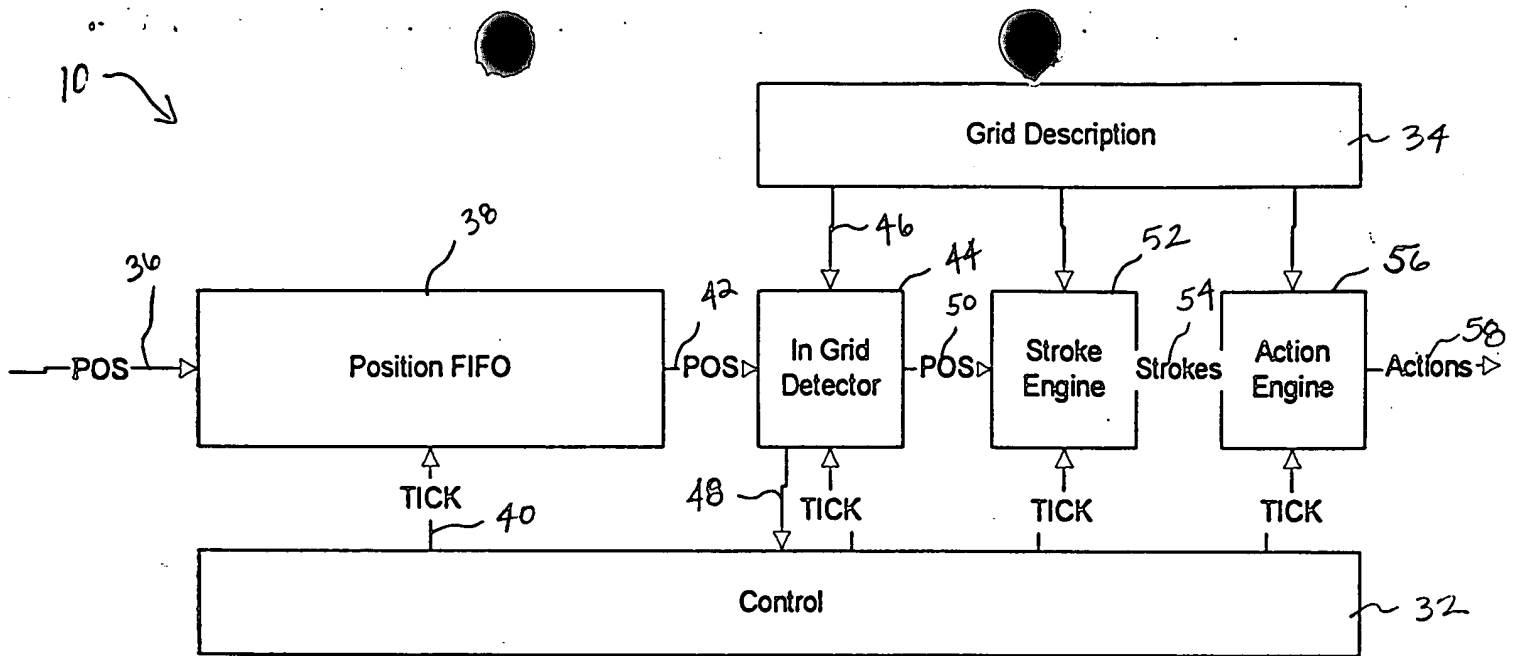 10
Grid Description
34
38
46
52
44
56
36
42
50
54
58
POS
Position FIFO
POS
In Grid
Detector
POS
Stroke
Engine
Strokes
Action
Engine
Actions
TICK
40
48
TICK
TICK
TICK
Control
32